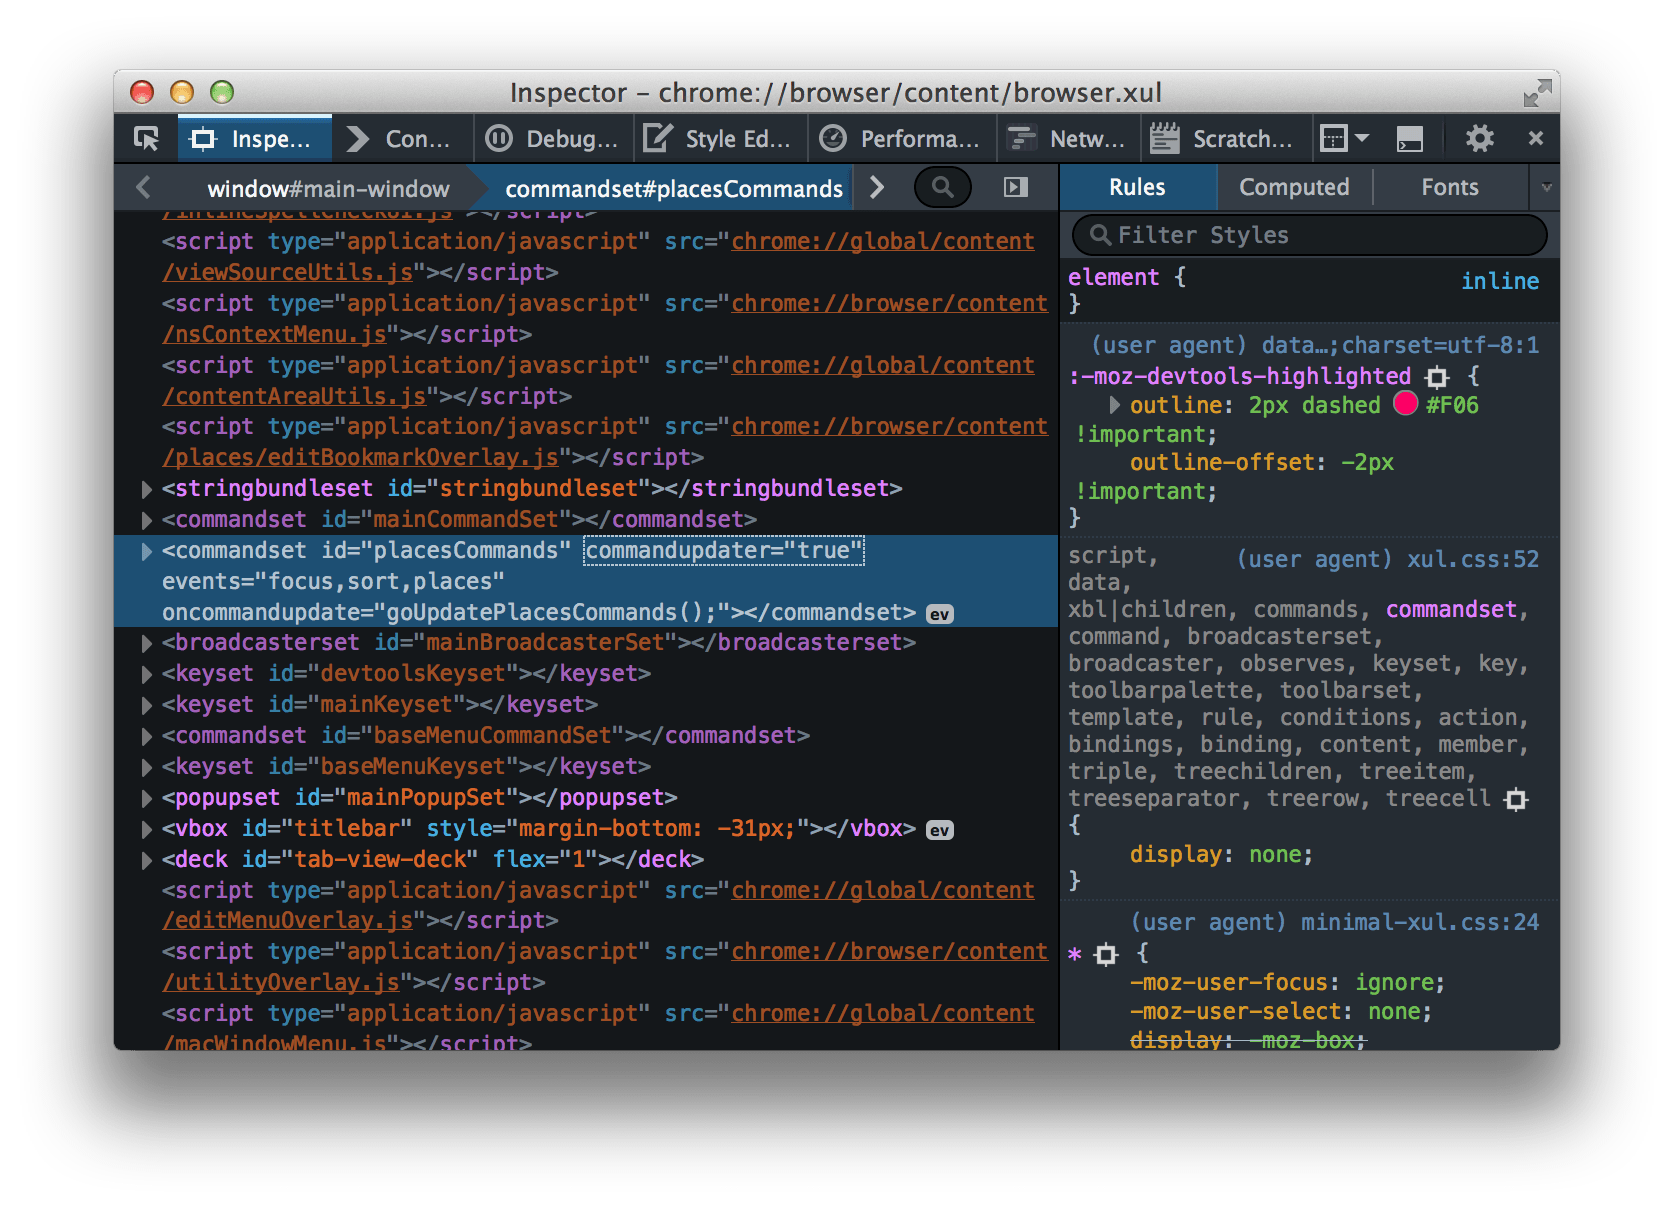 Inspector – chrome://browser/content/browser.xul
Inspe... Con... Debug... Style Ed... Performa... Netw... Scratch...
window#main-window commandset#placesCommands
/inlineSpellCheckUI.js"></script>
<script type="application/javascript" src="chrome://global/content
/viewSourceUtils.js"></script>
<script type="application/javascript" src="chrome://browser/content
/nsContextMenu.js"></script>
<script type="application/javascript" src="chrome://global/content
/contentAreaUtils.js"></script>
<script type="application/javascript" src="chrome://browser/content
/places/editBookmarkOverlay.js"></script>
<stringbundleset id="stringbundleset"></stringbundleset>
<commandset id="mainCommandSet"></commandset>
<commandset id="placesCommands" commandupdater="true"
events="focus,sort,places"
oncommandupdate="goUpdatePlacesCommands();"></commandset> ev
<broadcasterset id="mainBroadcasterSet"></broadcasterset>
<keyset id="devtoolsKeyset"></keyset>
<keyset id="mainKeyset"></keyset>
<commandset id="baseMenuCommandSet"></commandset>
<keyset id="baseMenuKeyset"></keyset>
<popupset id="mainPopupSet"></popupset>
<vbox id="titlebar" style="margin-bottom: -31px;"></vbox> ev
<deck id="tab-view-deck" flex="1"></deck>
<script type="application/javascript" src="chrome://global/content
/editMenuOverlay.js"></script>
<script type="application/javascript" src="chrome://browser/content
/utilityOverlay.js"></script>
<script type="application/javascript" src="chrome://global/content
/macWindowMenu.js"></script>
Rules Computed Fonts
Filter Styles
element { inline
}
(user agent) data…;charset=utf-8:1
:-moz-devtools-highlighted {
outline: 2px dashed #F06
!important;
outline-offset: -2px
!important;
}
script, (user agent) xul.css:52
data,
xbl|children, commands, commandset,
command, broadcasterset,
broadcaster, observes, keyset, key,
toolbarpalette, toolbarset,
template, rule, conditions, action,
bindings, binding, content, member,
triple, treechildren, treeitem,
treeseparator, treerow, treecell
{
display: none;
}
(user agent) minimal-xul.css:24
* {
-moz-user-focus: ignore;
-moz-user-select: none;
display: -moz-box;